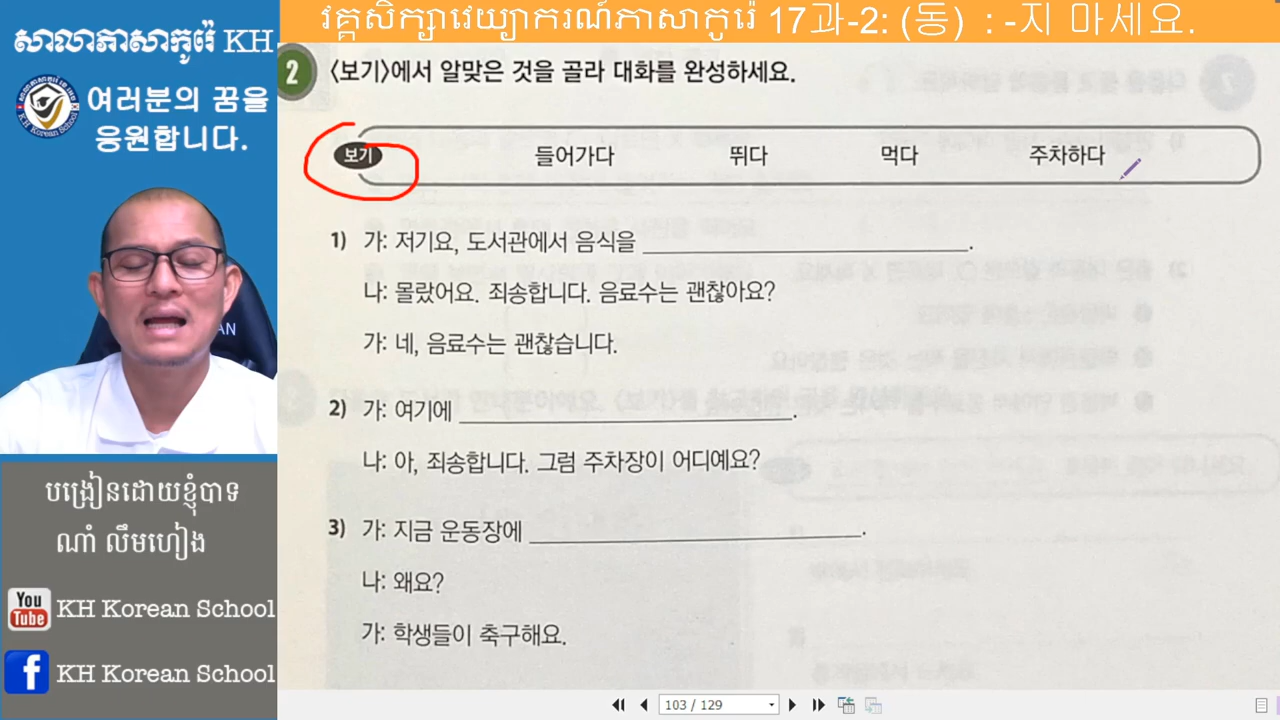 វគ្គសិក្សាវេយ្យាករណ៍ភាសាកូរ៉េ 17과-2: (동) : -지 마세요.
សាលាភាសាកូរ៉េ KH
여러분의 꿈을
응원합니다.
បង្រៀនដោយខ្ញុំបាទ
ណាំ លឹមហៀង
You Tube KH Korean School
f KH Korean School
2 <보기>에서 알맞은 것을 골라 대화를 완성하세요.
보기 들어가다 뛰다 먹다 주차하다
1) 가: 저기요, 도서관에서 음식을 ____________.
나: 몰랐어요. 죄송합니다. 음료수는 괜찮아요?
가: 네, 음료수는 괜찮습니다.
2) 가: 여기에 ____________.
나: 아, 죄송합니다. 그럼 주차장이 어디예요?
3) 가: 지금 운동장에 ____________.
나: 왜요?
가: 학생들이 축구해요.
103 / 129